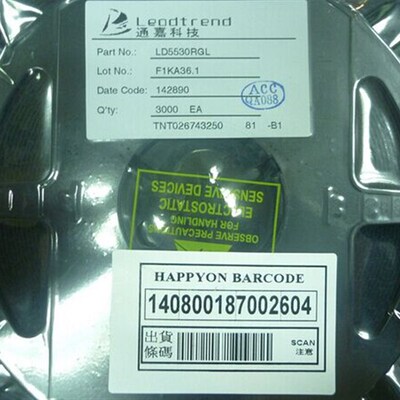 Leadtrend
通嘉科技
Part No.: LD5530RGL
Lot No.: F1KA36.1
Date Code: 142890
Q'ty: 3000 EA
TNT026743250 81 -B1
ACC
QA088
OBSERVE PRECAUTIONS
FOR HANDLING
ELECTROSTATIC
SENSITIVE DEVICES
HAPPYON BARCODE
140800187002604
出貨
條碼
SCAN
注意